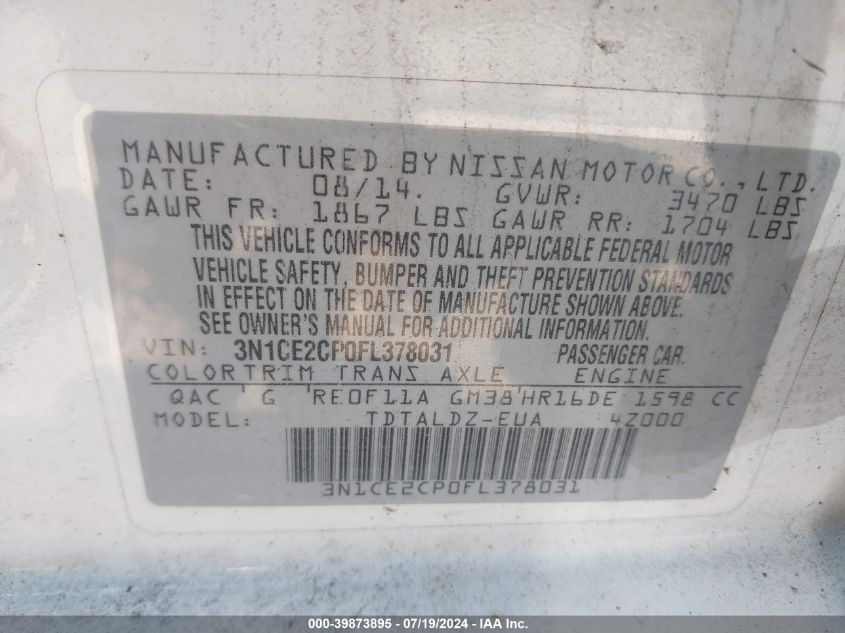 MANUFACTURED BY NISSAN MOTOR CO., LTD.
DATE: 08/14. GVWR: 3470 LBS
GAWR FR: 1867 LBS GAWR RR: 1704 LBS
THIS VEHICLE CONFORMS TO ALL APPLICABLE FEDERAL MOTOR
VEHICLE SAFETY, BUMPER AND THEFT PREVENTION STANDARDS
IN EFFECT ON THE DATE OF MANUFACTURE SHOWN ABOVE.
SEE OWNER'S MANUAL FOR ADDITIONAL INFORMATION.
VIN: 3N1CE2CP0FL378031 PASSENGER CAR.
COLOR TRIM TRANS AXLE ENGINE
QAC ' G 'RE0F11A GM38'HR16DE 1598 CC
MODEL: TDTALDZ-EUA 4Z000
3N1CE2CP0FL378031
000-39873895 - 07/19/2024 - IAA Inc.